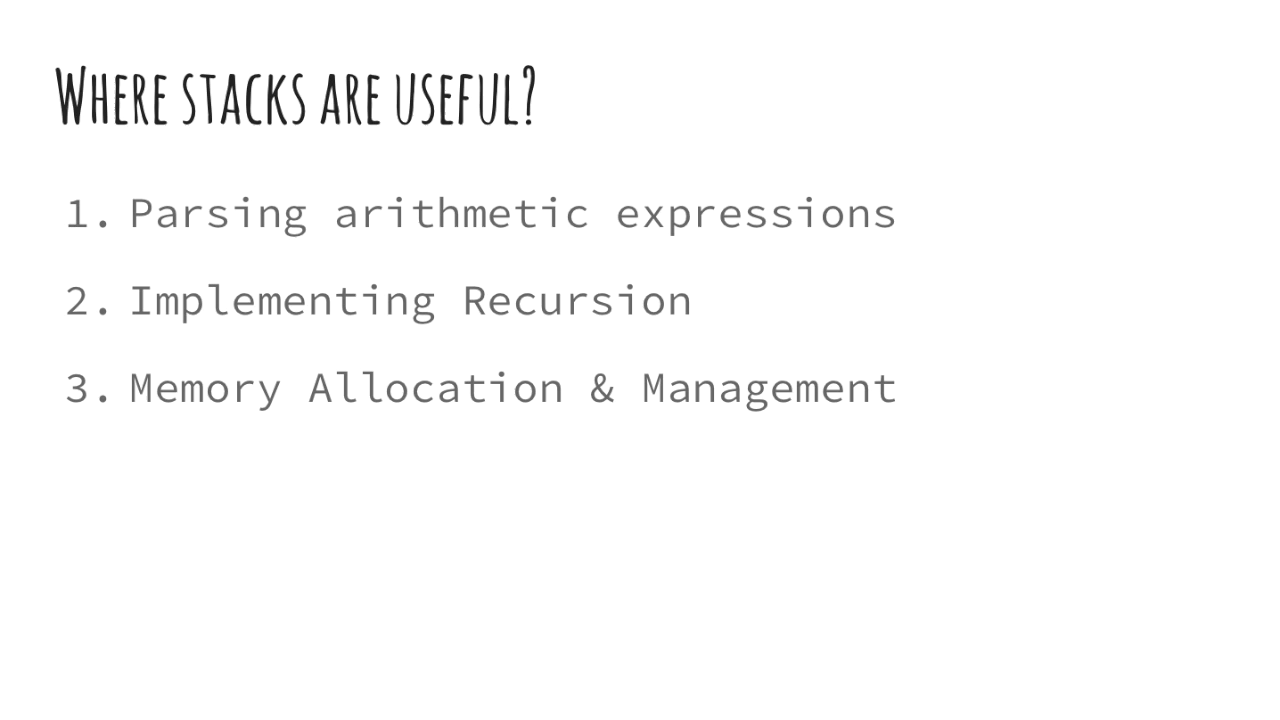 Where stacks are useful?
1. Parsing arithmetic expressions
2. Implementing Recursion
3. Memory Allocation & Management